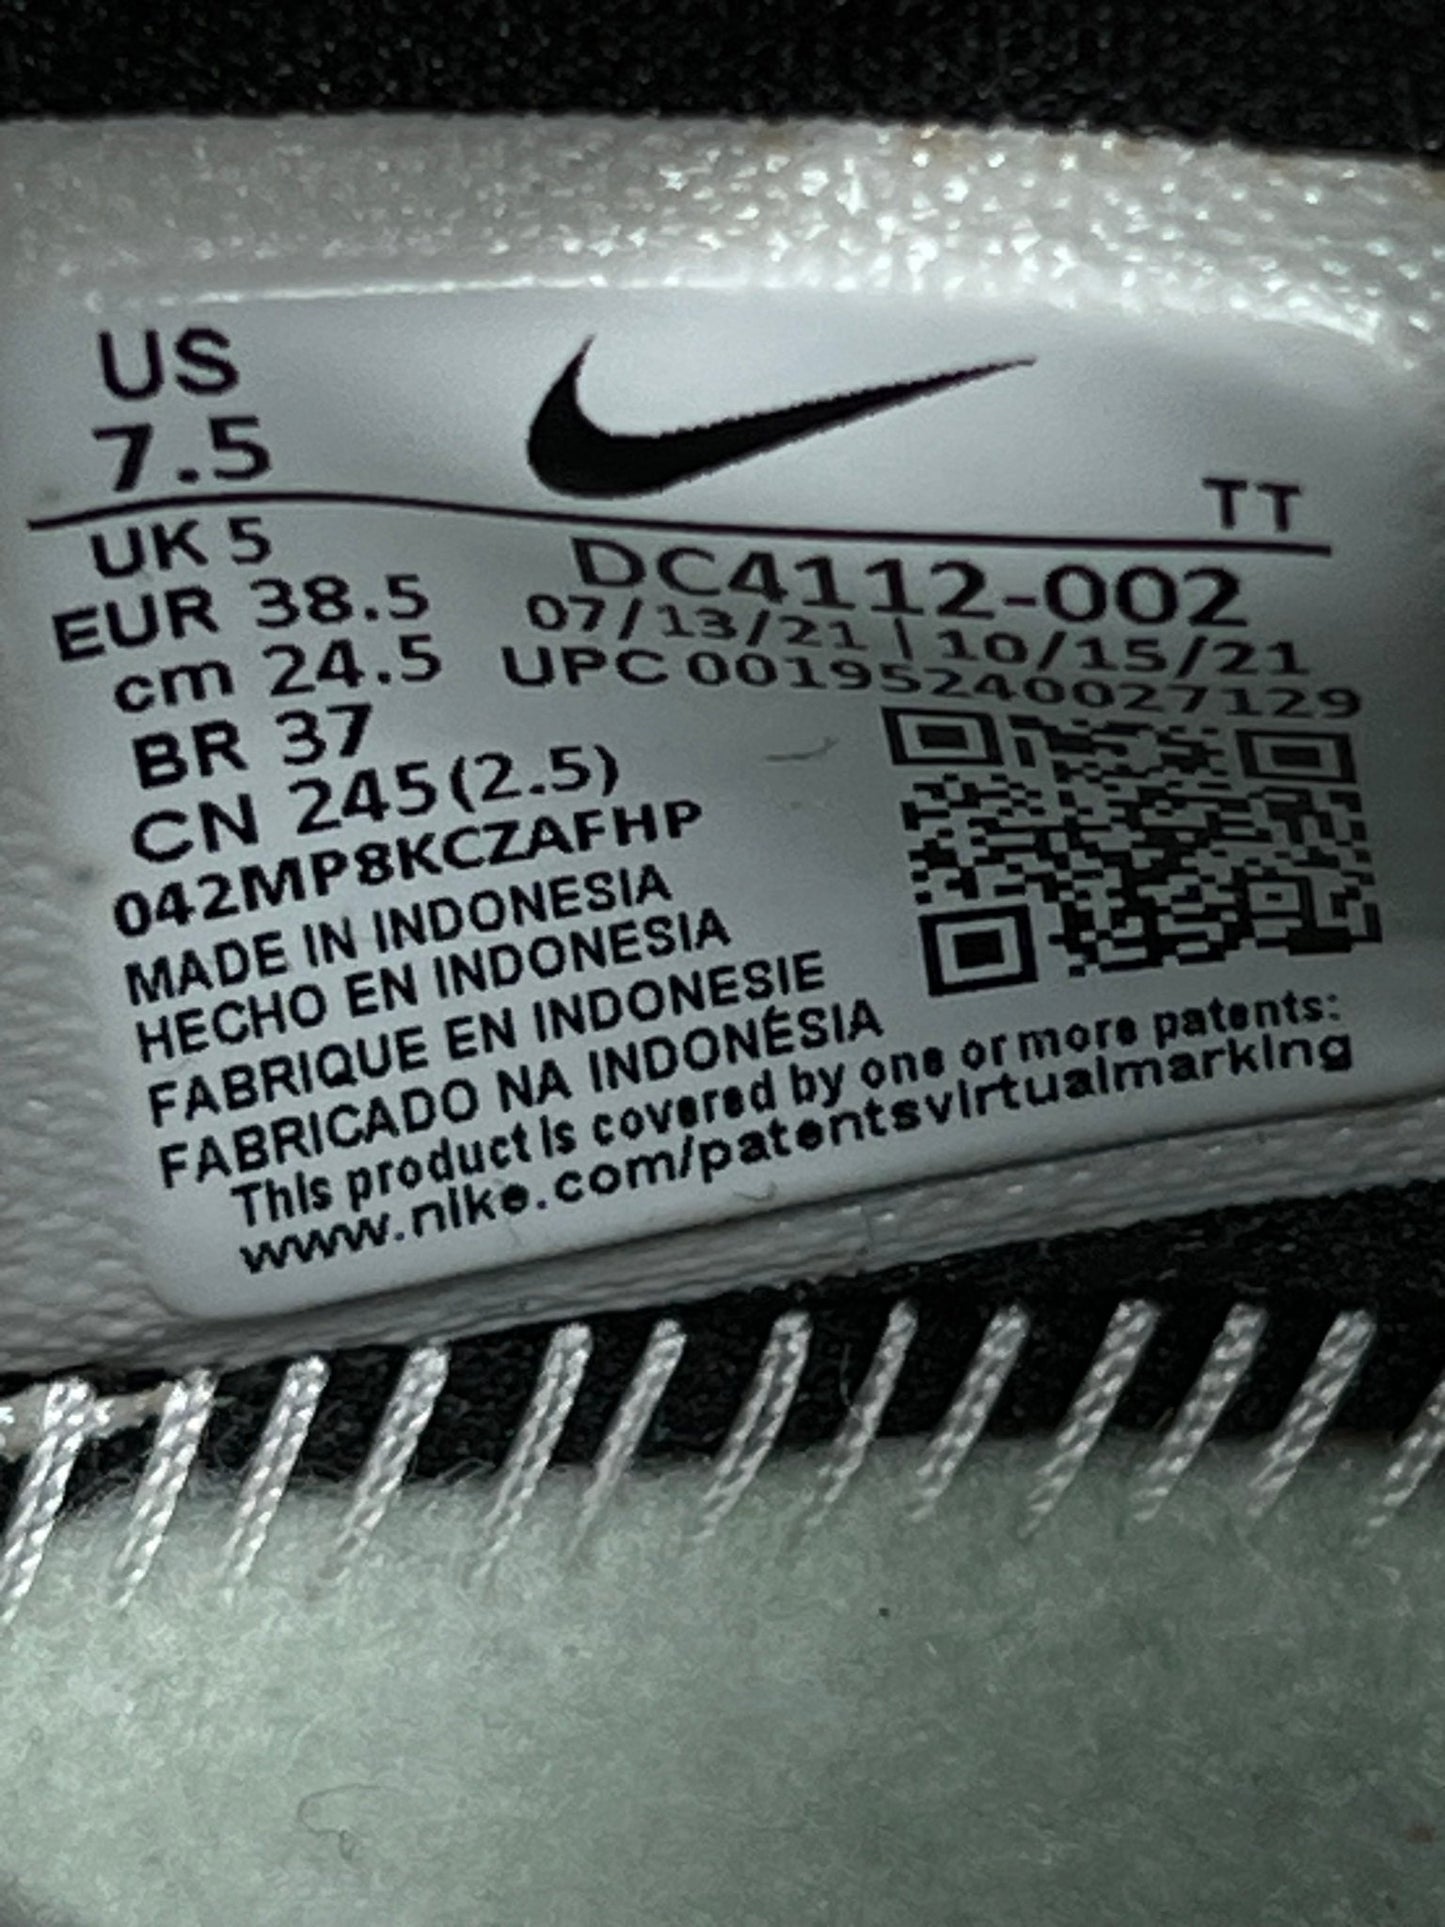 US
7.5
TT
UK 5
EUR 38.5
cm 24.5
BR 37
CN 245(2.5)
DC4112-002
07/13/21 | 10/15/21
UPC 00195240027129
042MP8KCZAFHP
MADE IN INDONESIA
HECHO EN INDONESIA
FABRIQUE EN INDONESIE
FABRICADO NA INDONÉSIA
This product is covered by one or more patents:
www.nike.com/patentsvirtualmarking